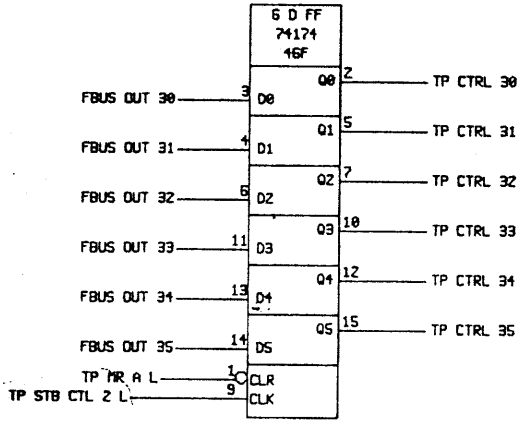 6 D FF
74174
46F
Q0 2 TP CTRL 30
FBUS OUT 30 3 D0
Q1 5 TP CTRL 31
FBUS OUT 31 4 D1
Q2 7 TP CTRL 32
FBUS OUT 32 6 D2
Q3 10 TP CTRL 33
FBUS OUT 33 11 D3
Q4 12 TP CTRL 34
FBUS OUT 34 13 D4
Q5 15 TP CTRL 35
FBUS OUT 35 14 D5
TP MR A L 1 CLR
TP STB CTL 2 L 9 CLK